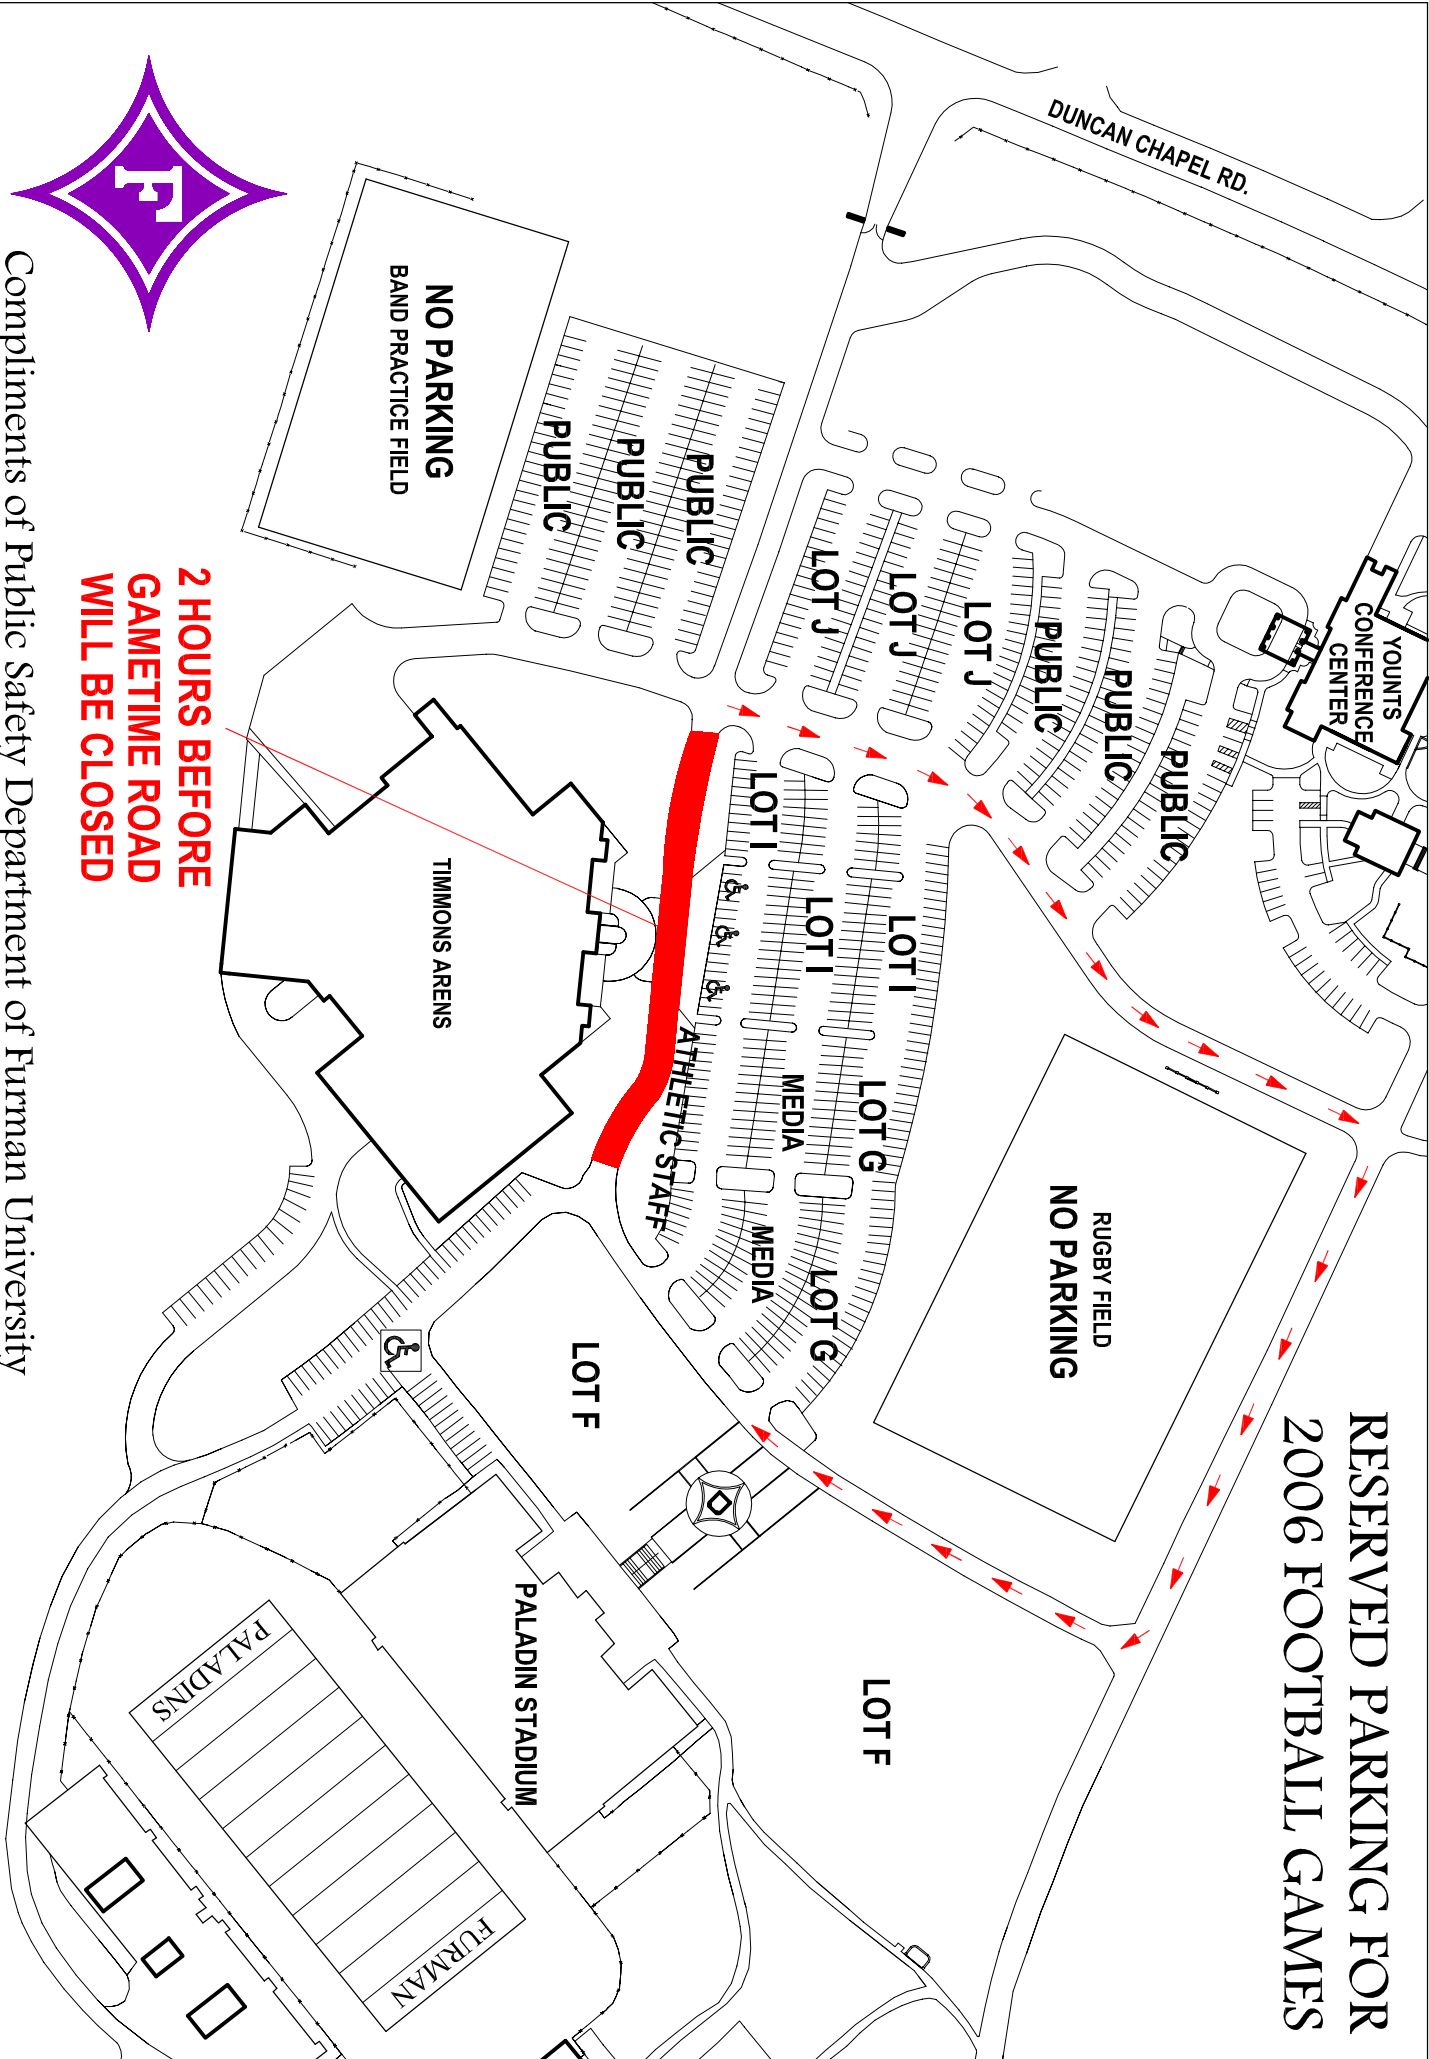 RESERVED PARKING FOR
2006 FOOTBALL GAMES
DUNCAN CHAPEL RD.
YOUNTS
CONFERENCE
CENTER
PUBLIC
PUBLIC
PUBLIC
LOT J
LOT J
LOT J
RUGBY FIELD
NO PARKING
LOT I
LOT I
LOT I
LOT G
LOT G
MEDIA
MEDIA
ATHLETIC STAFF
LOT F
LOT F
PUBLIC
PUBLIC
PUBLIC
NO PARKING
BAND PRACTICE FIELD
TIMMONS ARENS
PALADIN STADIUM
PALADINS
FURMAN
2 HOURS BEFORE
GAMETIME ROAD
WILL BE CLOSED
F
Compliments of Public Safety Department of Furman University